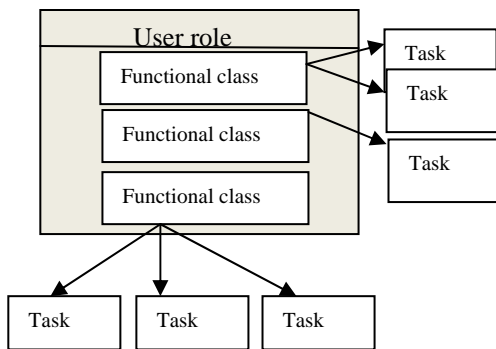 User role
Task
Functional class
Task
Functional class
Task
Functional class
Task
Task
Task